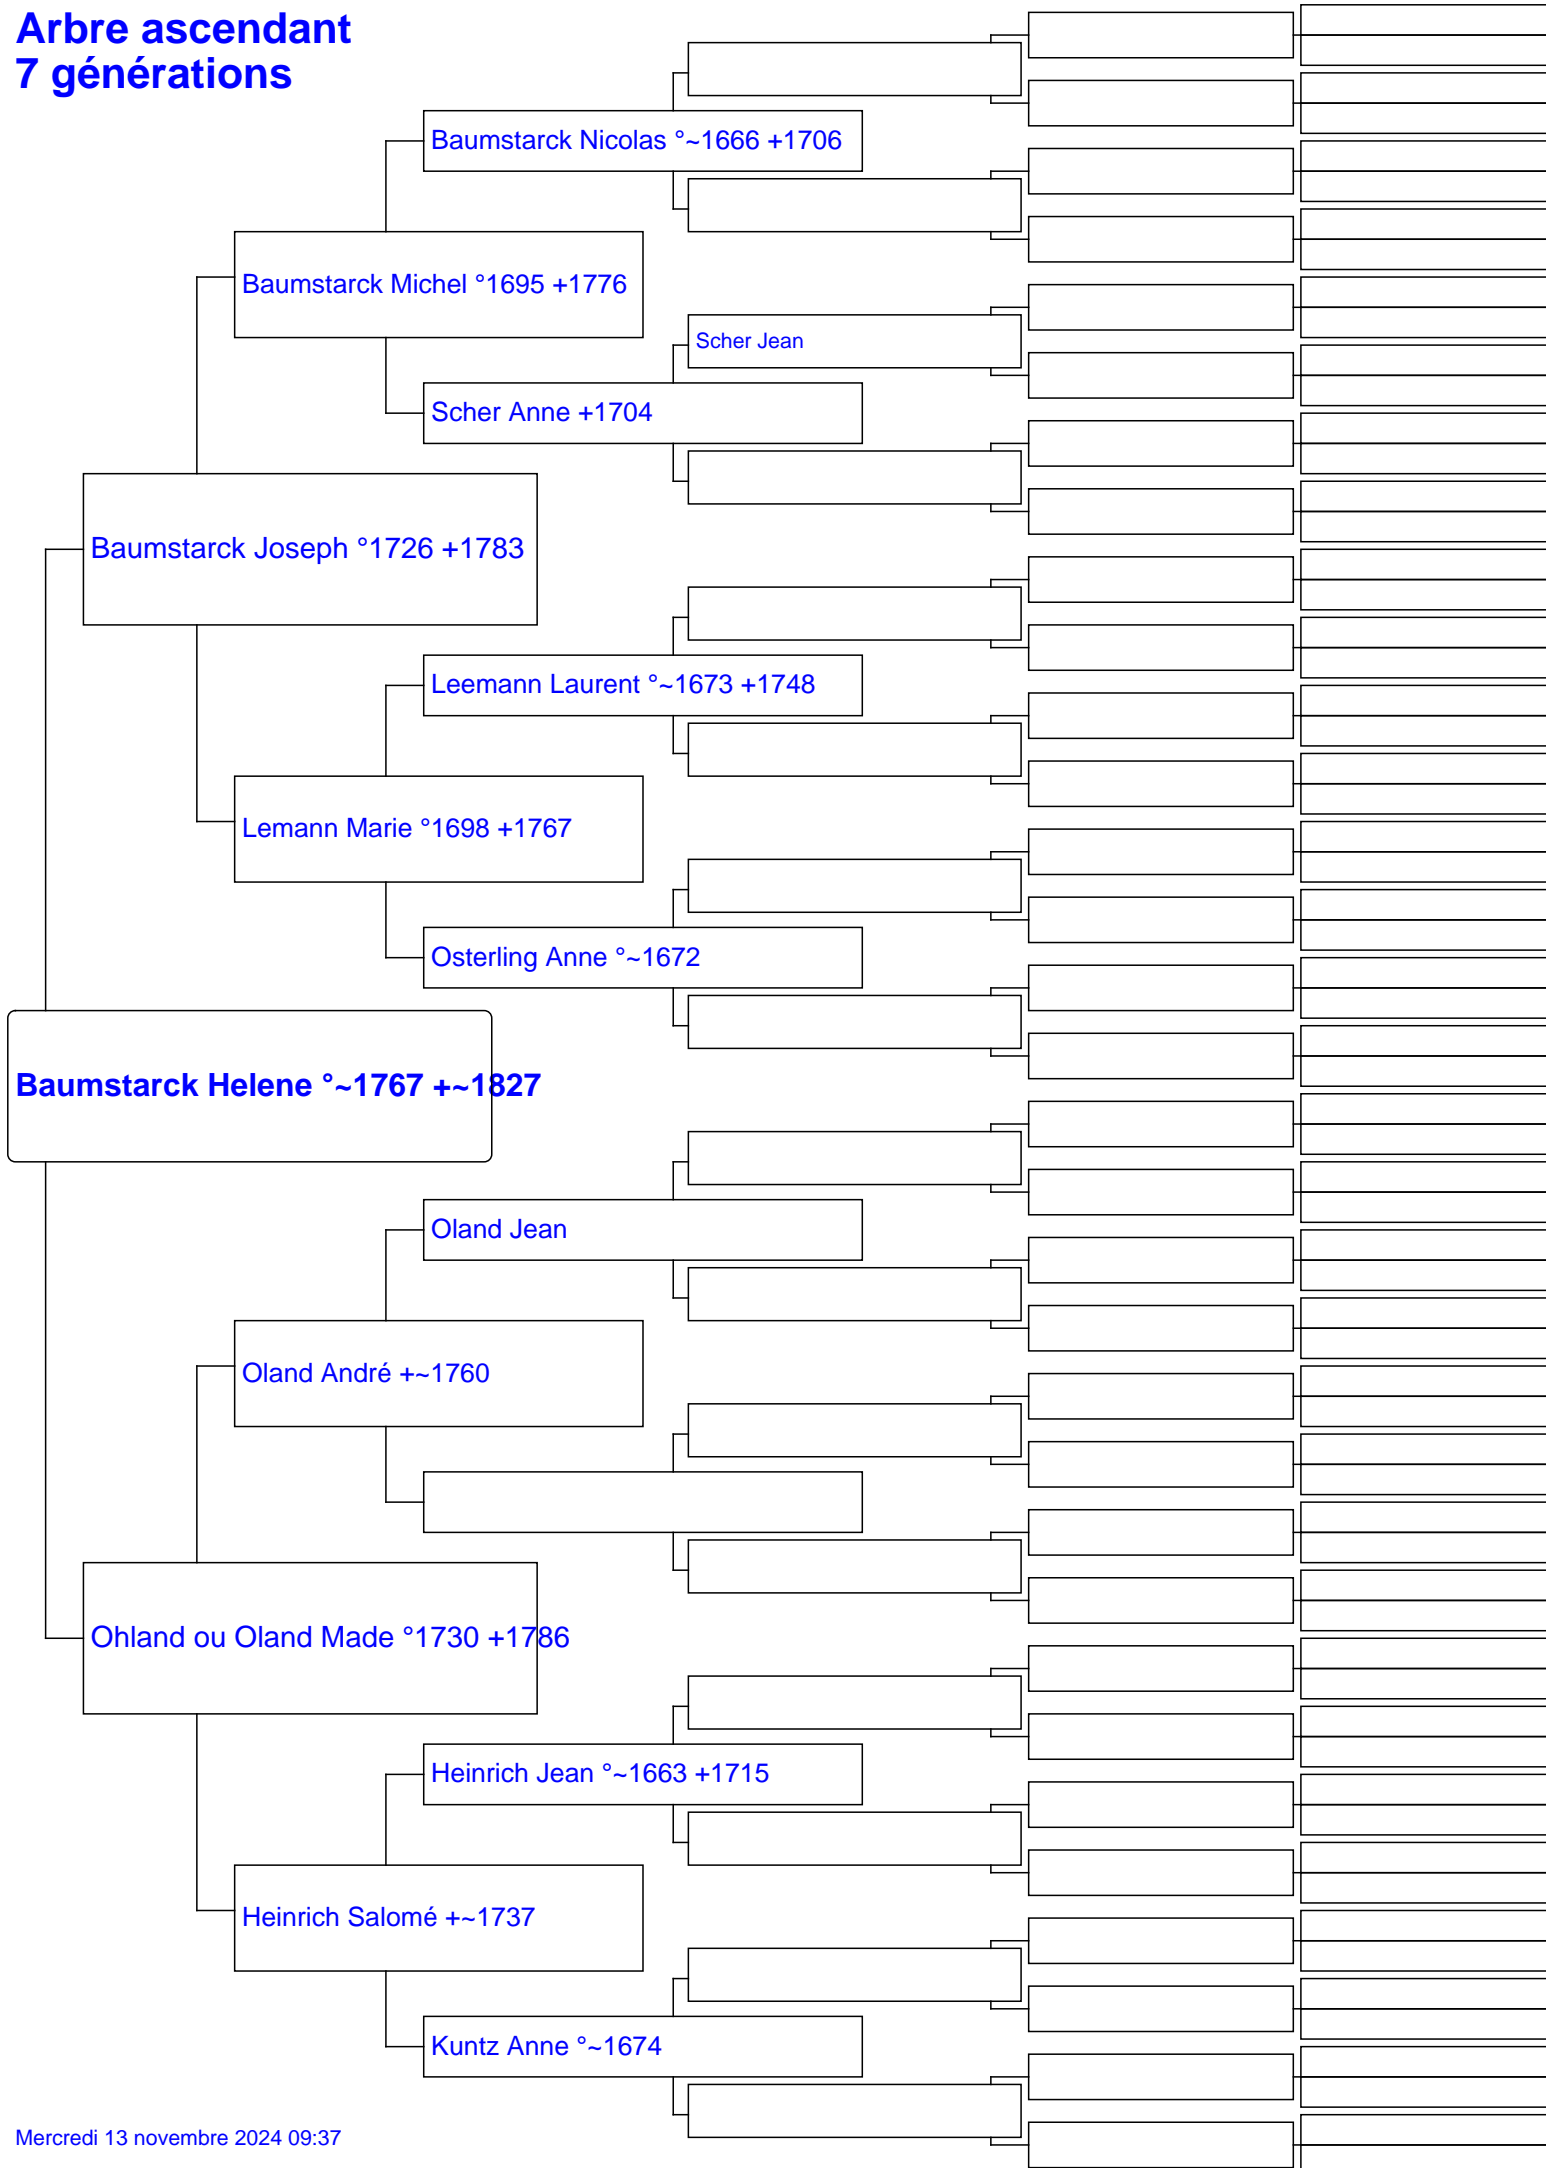 Arbre ascendant
7 générations
Baumstarck Nicolas °~1666 +1706
Baumstarck Michel °1695 +1776
Scher Jean
Scher Anne +1704
Baumstarck Joseph °1726 +1783
Leemann Laurent °~1673 +1748
Lemann Marie °1698 +1767
Osterling Anne °~1672
Baumstarck Helene °~1767 +~1827
Oland Jean
Oland André +~1760
Ohland ou Oland Made °1730 +1786
Heinrich Jean °~1663 +1715
Heinrich Salomé +~1737
Kuntz Anne °~1674
Mercredi 13 novembre 2024 09:37